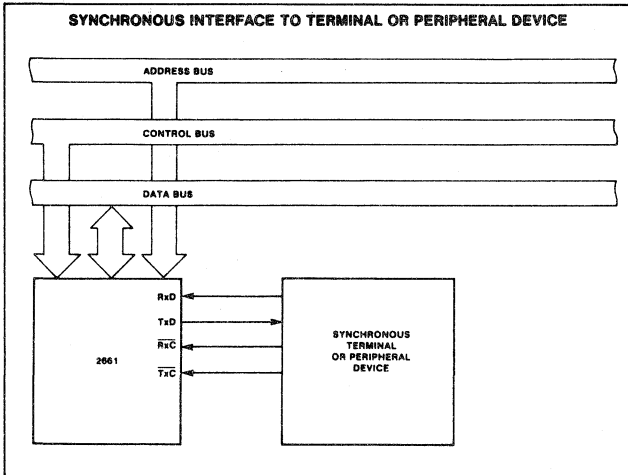 SYNCHRONOUS INTERFACE TO TERMINAL OR PERIPHERAL DEVICE
ADDRESS BUS
CONTROL BUS
DATA BUS
RxD
TxD
RxC
TxC
2661
SYNCHRONOUS
TERMINAL
OR PERIPHERAL
DEVICE